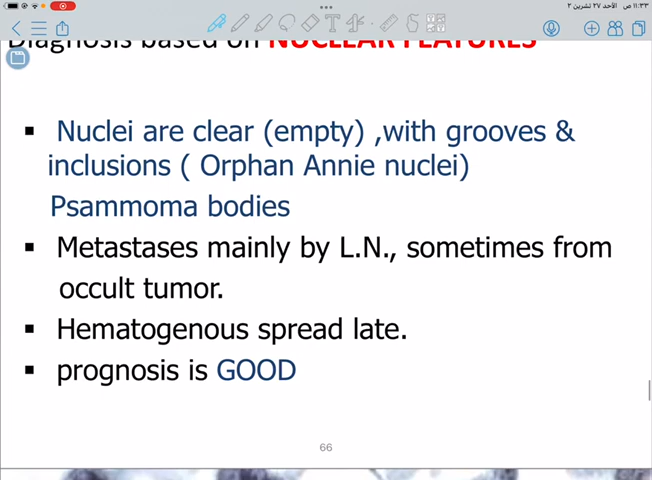 ١١:٣٣ ص الأحد ٢٧ تشرين ٢
Diagnosis based on NUCLEAR FEATURES
▪ Nuclei are clear (empty) ,with grooves &
inclusions ( Orphan Annie nuclei)
Psammoma bodies
▪ Metastases mainly by L.N., sometimes from
occult tumor.
▪ Hematogenous spread late.
▪ prognosis is GOOD
66